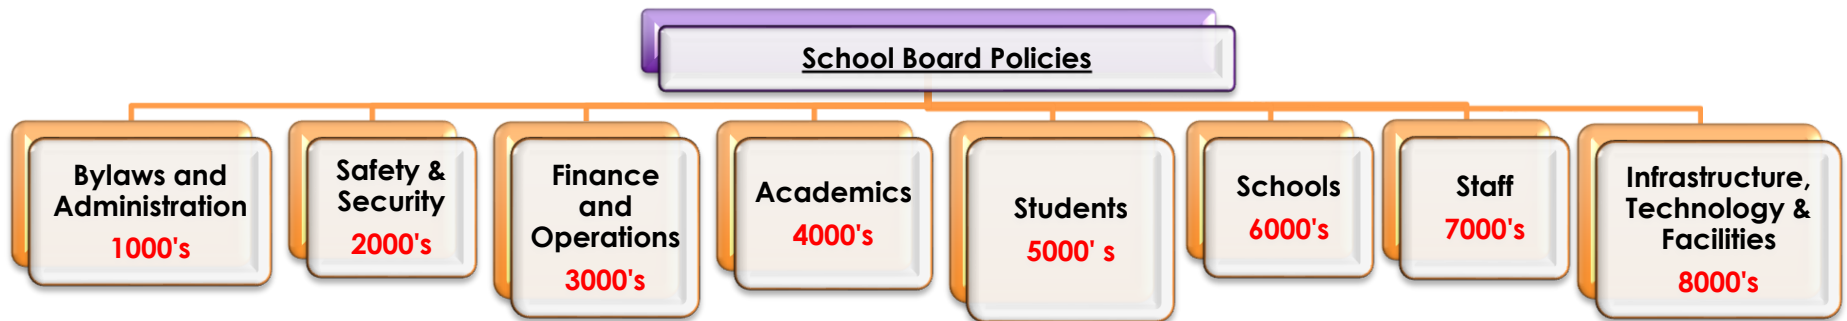 School Board Policies
Bylaws and
Administration
1000's
Safety &
Security
2000's
Finance
and
Operations
3000's
Academics
4000's
Students
5000' s
Schools
6000's
Staff
7000's
Infrastructure,
Technology &
Facilities
8000's